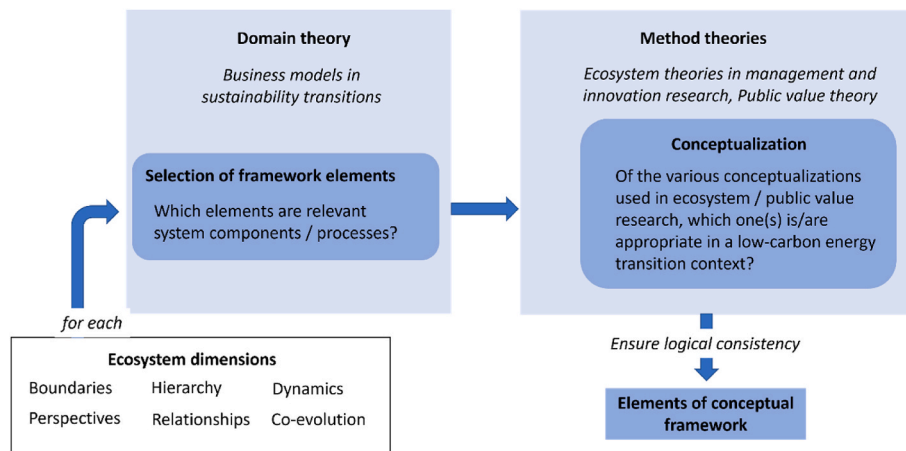 Domain theory
Business models in
sustainability transitions
Selection of framework elements
Which elements are relevant
system components / processes?
Method theories
Ecosystem theories in management and
innovation research, Public value theory
Conceptualization
Of the various conceptualizations
used in ecosystem / public value
research, which one(s) is/are
appropriate in a low-carbon energy
transition context?
for each
Ecosystem dimensions
Boundaries Hierarchy Dynamics
Perspectives Relationships Co-evolution
Ensure logical consistency
Elements of conceptual
framework